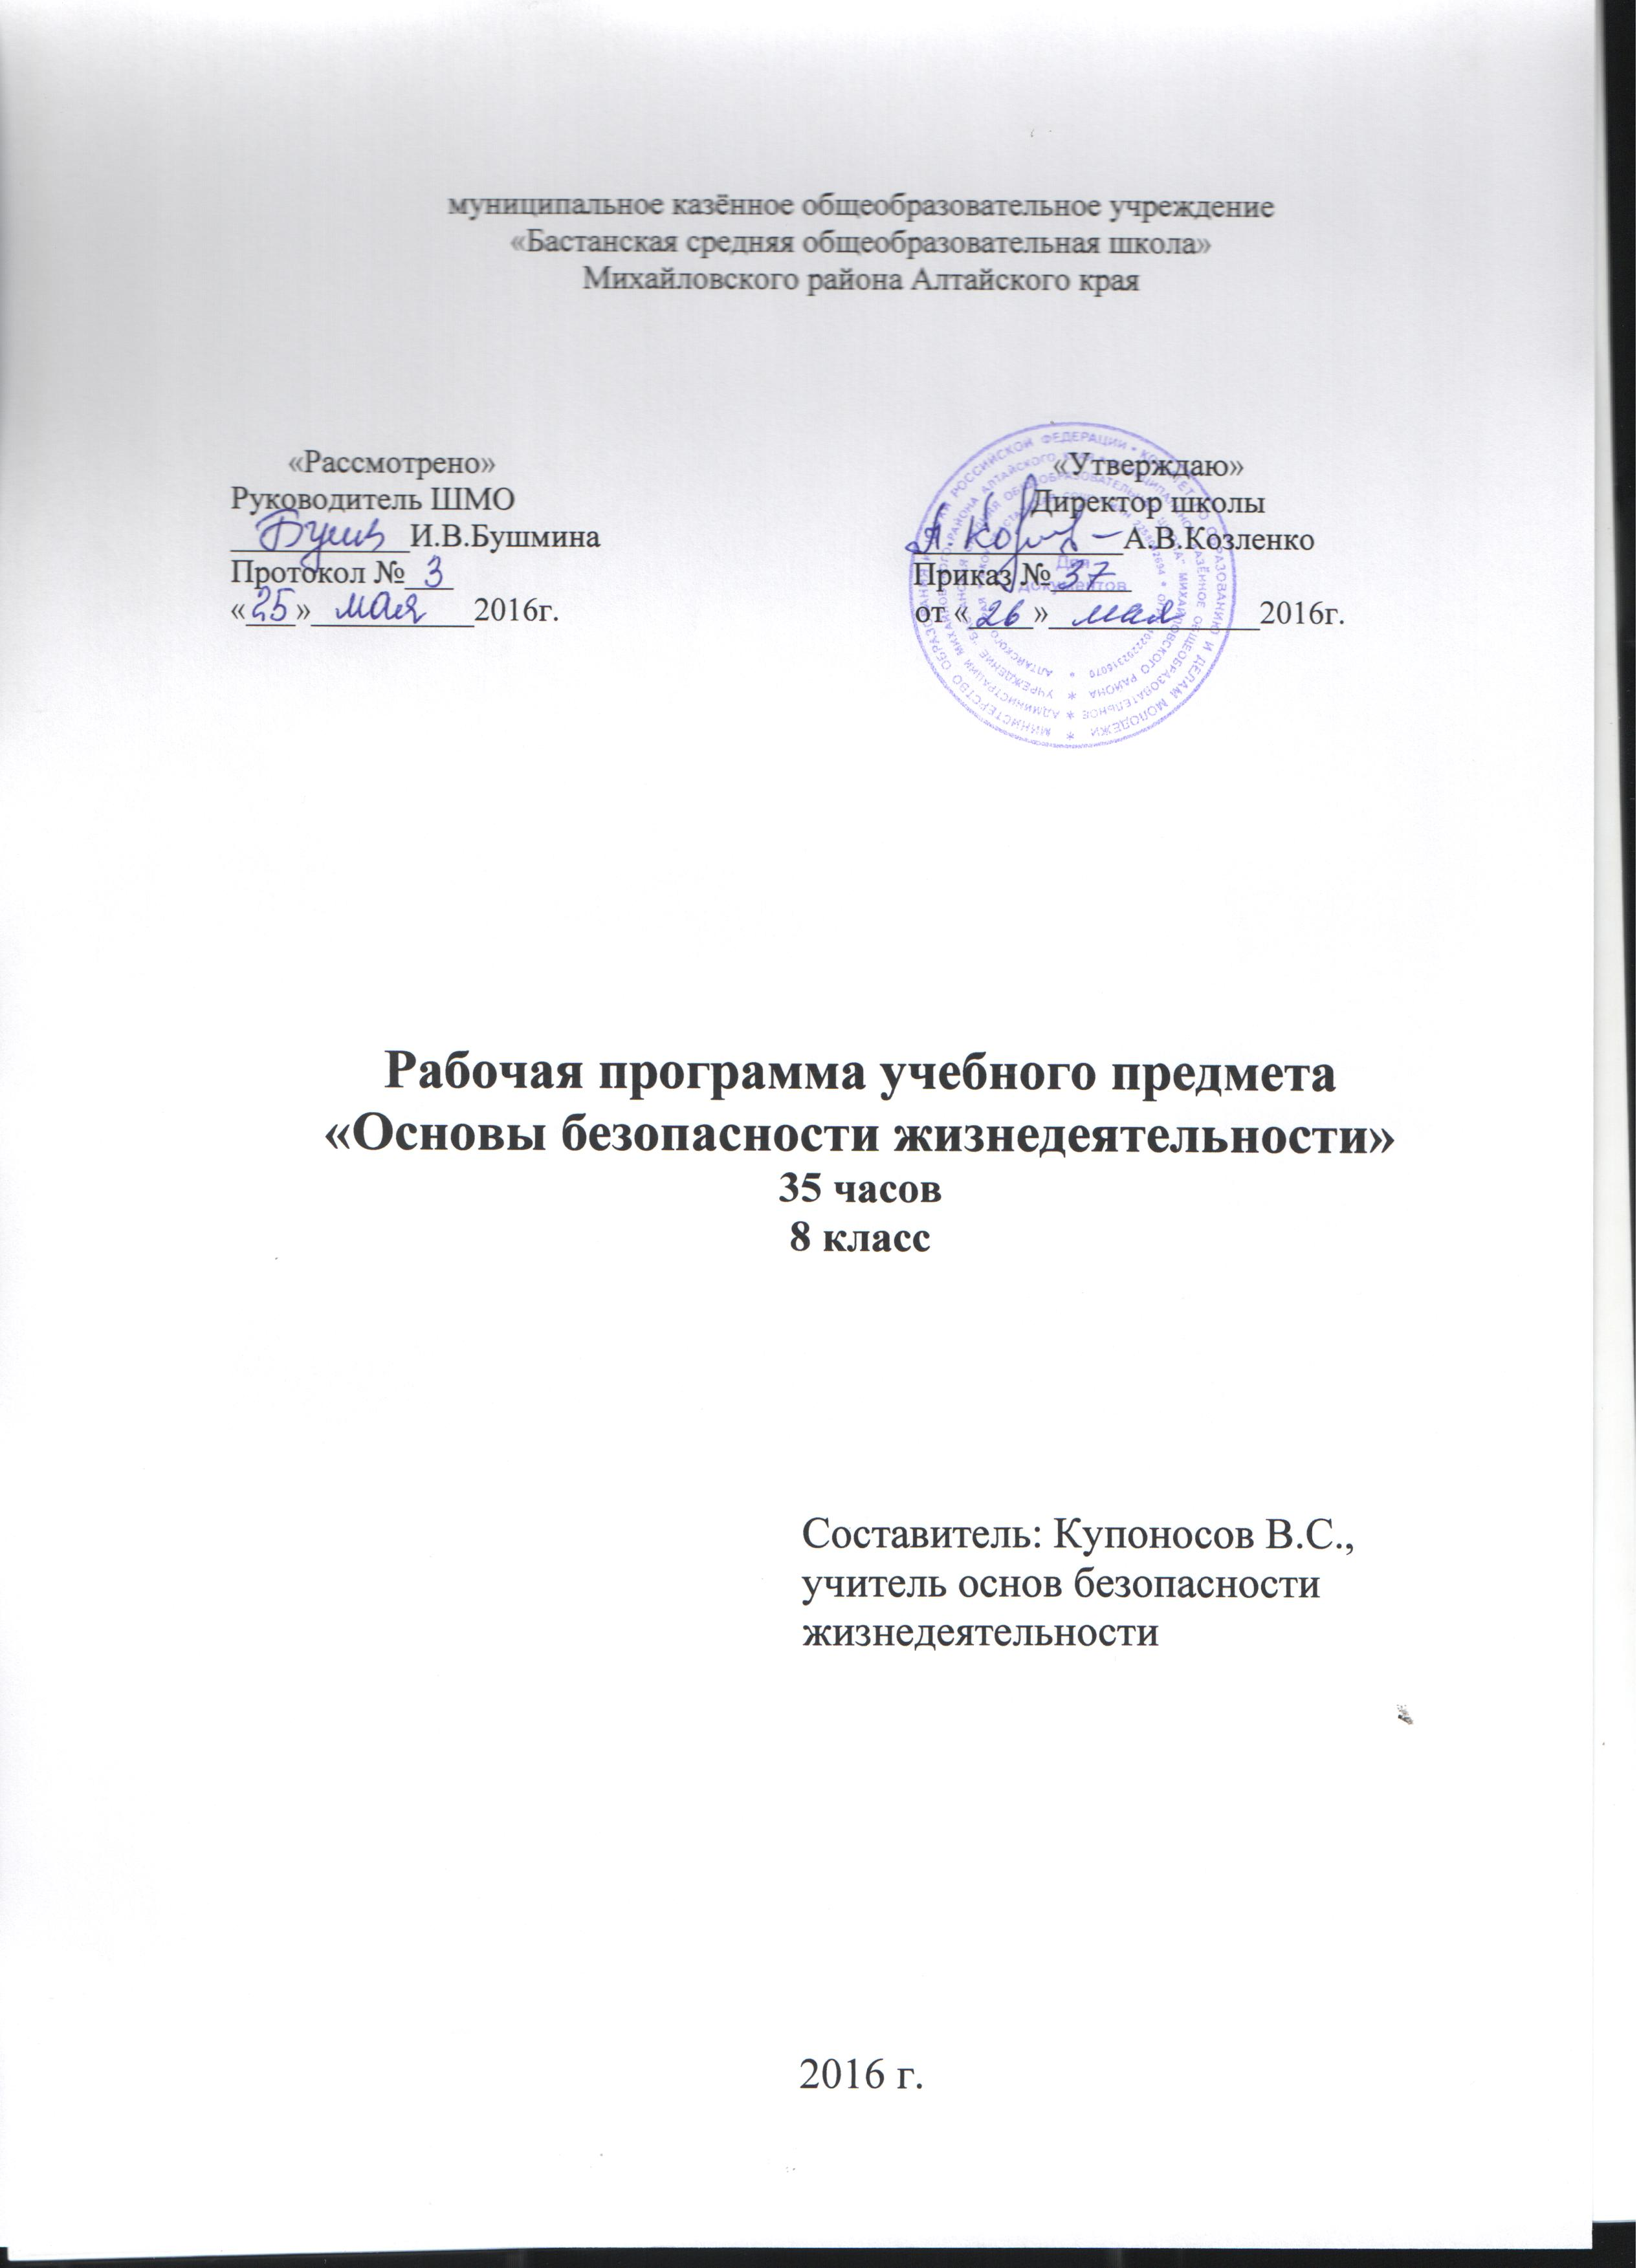 муниципальное казённое общеобразовательное учреждение
«Бастанская средняя общеобразовательная школа»
Михайловского района Алтайского края
«Рассмотрено»
Руководитель ШМО
И.В.Бушмина
Протокол № 3
«25» мая 2016г.
«Утверждаю»
Директор школы
А.В.Козленко
Приказ № 37
от «26» мая 2016г.
Для
документов
Рабочая программа учебного предмета
«Основы безопасности жизнедеятельности»
35 часов
8 класс
Составитель: Купоносов В.С.,
учитель основ безопасности
жизнедеятельности
2016 г.